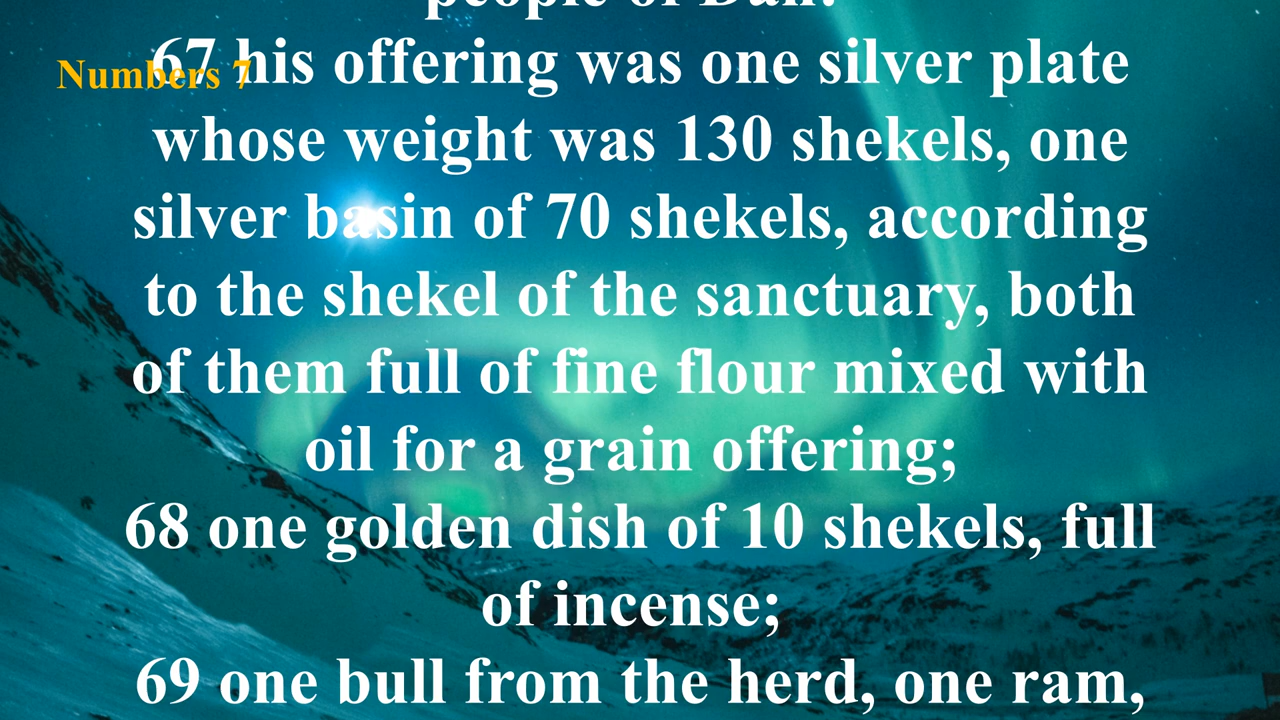 people of Dan:
Numbers 7
67 his offering was one silver plate
whose weight was 130 shekels, one
silver basin of 70 shekels, according
to the shekel of the sanctuary, both
of them full of fine flour mixed with
oil for a grain offering;
68 one golden dish of 10 shekels, full
of incense;
69 one bull from the herd, one ram,